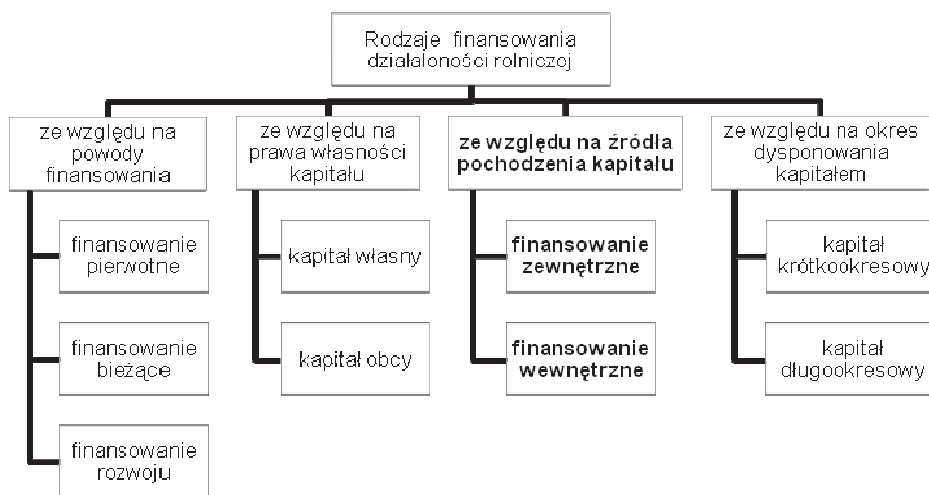 Rodzaje finansowania
działaloności rolniczej
ze względu na
powody
finansowania
ze względu na
prawa własności
kapitału
ze względu na źródła
pochodzenia kapitału
ze względu na okres
dysponowania
kapitałem
finansowanie
pierwotne
finansowanie
bieżące
finansowanie
rozwoju
kapitał własny
kapitał obcy
finansowanie
zewnętrzne
finansowanie
wewnętrzne
kapitał
krótkookresowy
kapitał
długookresowy